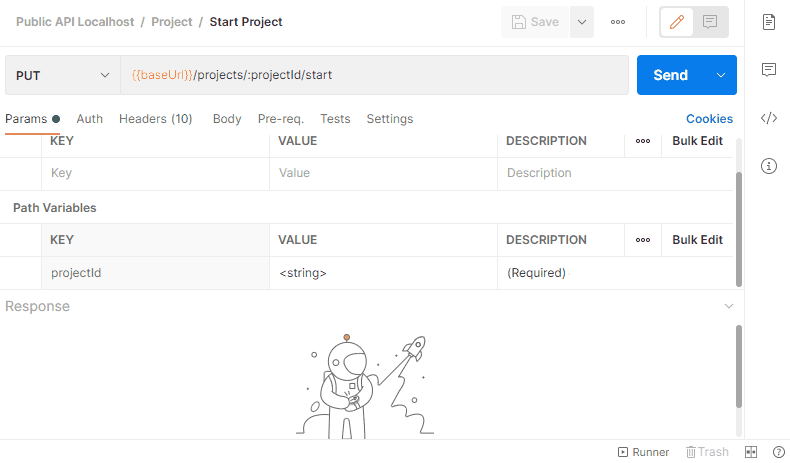 Public API Localhost / Project / Start Project
Save
PUT
{{baseUrl}}/projects/:projectId/start
Send
Params Auth Headers (10) Body Pre-req. Tests Settings Cookies
KEY VALUE DESCRIPTION Bulk Edit
Key Value Description
Path Variables
KEY VALUE DESCRIPTION Bulk Edit
projectId <string> (Required)
Response
Runner Trash